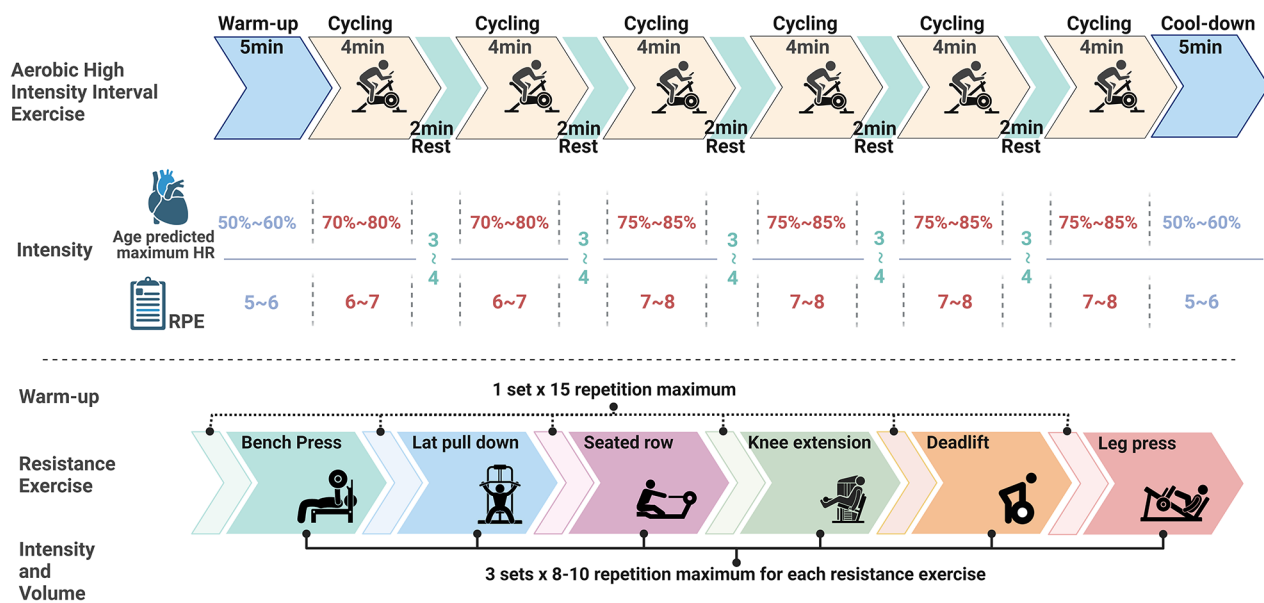 Warm-up
Cycling
Cycling
Cycling
Cycling
Cycling
Cycling
Cool-down
5min
4min
4min
4min
4min
4min
4min
5min
Aerobic High
Intensity Interval
Exercise
2min
Rest
2min
Rest
2min
Rest
2min
Rest
2min
Rest
Intensity
Age predicted
maximum HR
50%~60%
70%~80%
70%~80%
75%~85%
75%~85%
75%~85%
75%~85%
50%~60%
3~4
3~4
3~4
3~4
3~4
RPE
5~6
6~7
6~7
7~8
7~8
7~8
7~8
5~6
Warm-up
1 set x 15 repetition maximum
Resistance
Exercise
Bench Press
Lat pull down
Seated row
Knee extension
Deadlift
Leg press
Intensity
and
Volume
3 sets x 8-10 repetition maximum for each resistance exercise